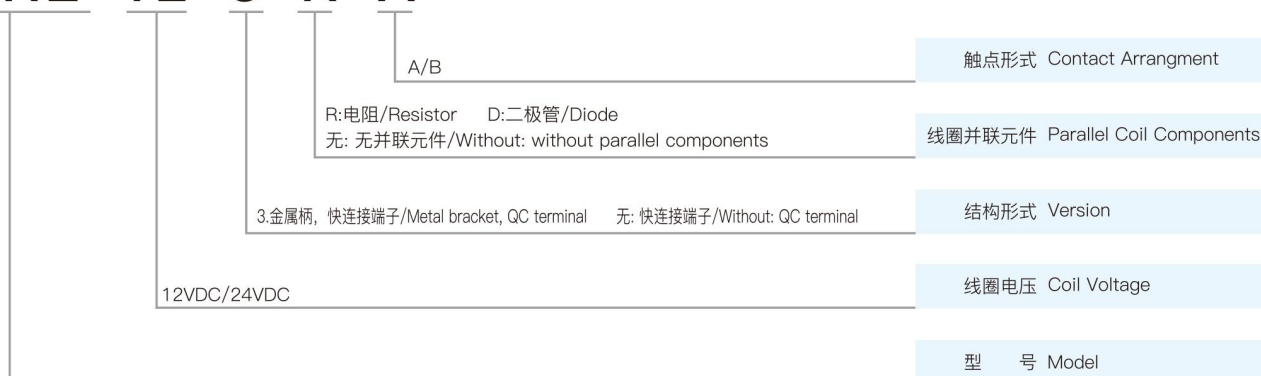 A/B
触点形式 Contact Arrangment
R:电阻/Resistor D:二极管/Diode
无: 无并联元件/Without: without parallel components
线圈并联元件 Parallel Coil Components
3.金属柄，快连接端子/Metal bracket, QC terminal 无: 快连接端子/Without: QC terminal
结构形式 Version
12VDC/24VDC
线圈电压 Coil Voltage
型 号 Model